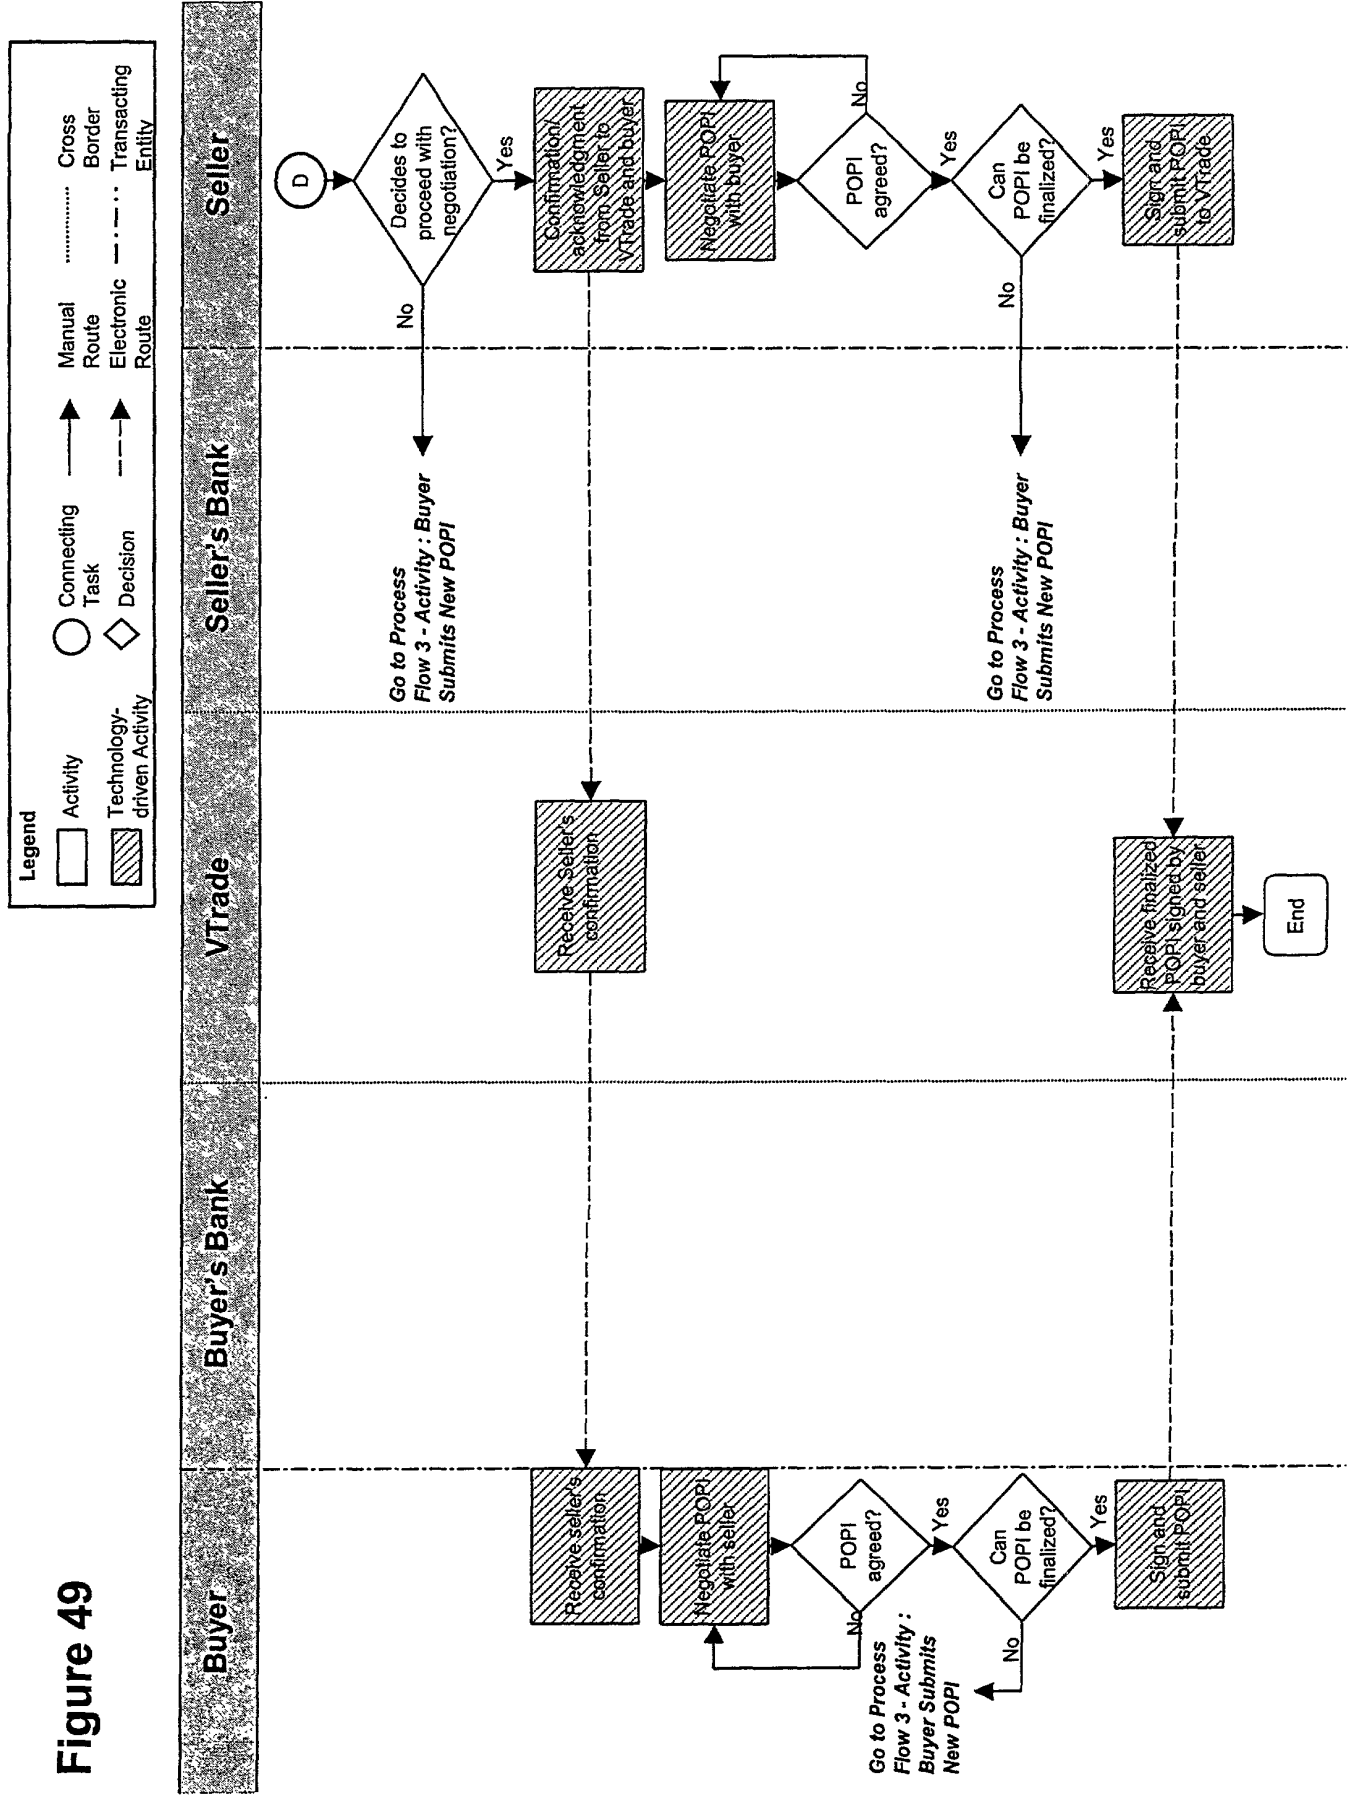 Figure 49
Legend
Activity
Technology-
driven Activity
Connecting
Task
Decision
Manual
Route
Electronic
Route
Cross
Border
Transacting
Entity
Buyer
Buyer's Bank
VTrade
Seller's Bank
Seller
D
Decides to
proceed with
negotiation?
No
Yes
Go to Process
Flow 3 - Activity : Buyer
Submits New POPI
Confirmation/
acknowledgment
from Seller to
VTrade and buyer
Receive Seller's
confirmation
Receive seller's
confirmation
Negotiate POPI
with seller
Negotiate POPI
with buyer
POPI
agreed?
No
Yes
POPI
agreed?
No
Yes
Go to Process
Flow 3 - Activity :
Buyer Submits
New POPI
Can
POPI be
finalized?
No
Yes
Go to Process
Flow 3 - Activity : Buyer
Submits New POPI
Can
POPI be
finalized?
No
Yes
Sign and
submit POPI
Receive finalized
POPI signed by
buyer and seller
Sign and
submit POPI
to VTrade
End